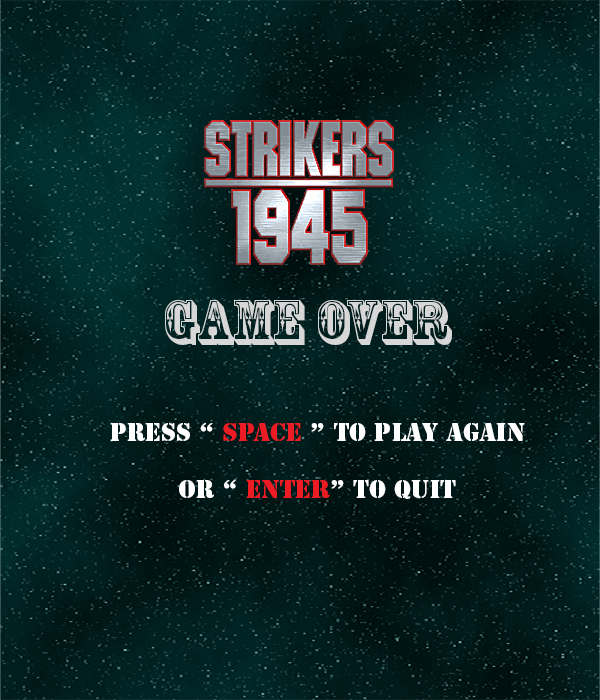 STRIKERS
1945
GAME OVER
PRESS “ SPACE ” TO PLAY AGAIN
OR “ ENTER” TO QUIT